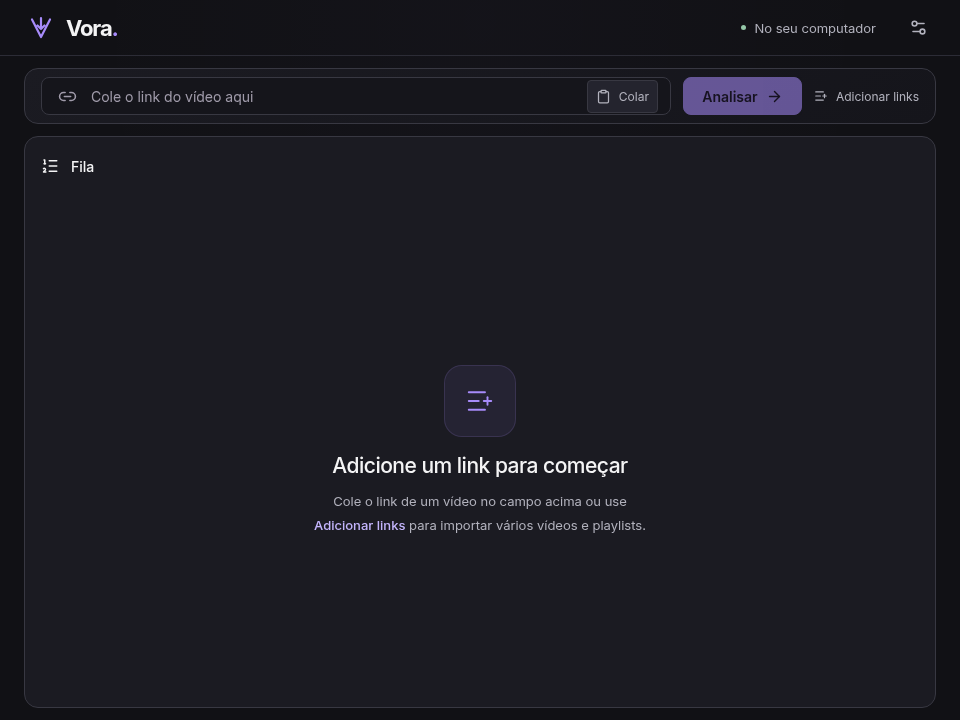 Vora.
No seu computador
Cole o link do vídeo aqui
Colar
Analisar
Adicionar links
Fila
Adicione um link para começar
Cole o link de um vídeo no campo acima ou use
Adicionar links para importar vários vídeos e playlists.